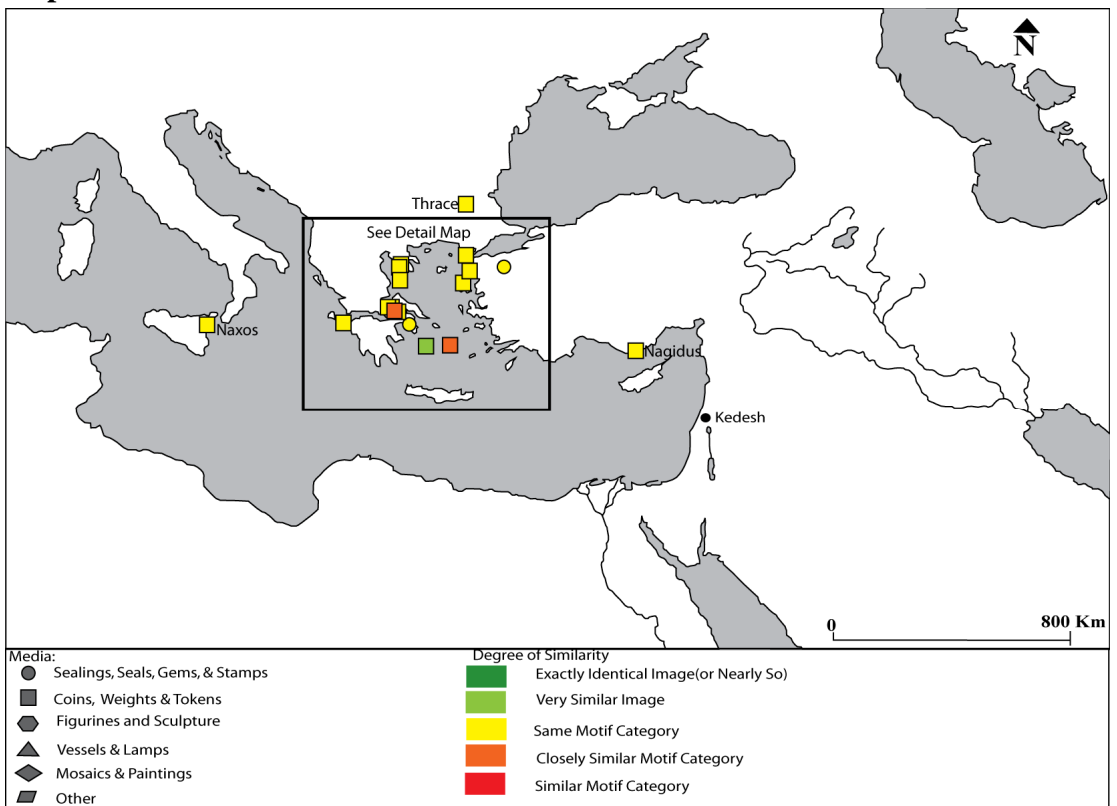 N
Thrace
See Detail Map
Naxos
Nagidus
Kedesh
0 800 Km
Media:
Sealings, Seals, Gems, & Stamps
Coins, Weights & Tokens
Figurines and Sculpture
Vessels & Lamps
Mosaics & Paintings
Other
Degree of Similarity
Exactly Identical Image(or Nearly So)
Very Similar Image
Same Motif Category
Closely Similar Motif Category
Similar Motif Category